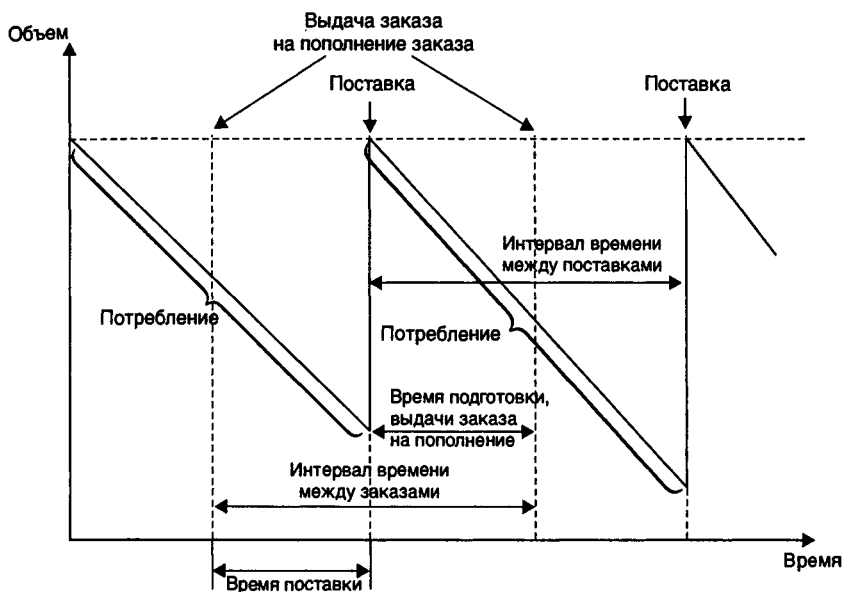 Выдача заказа
на пополнение заказа
Объем
Поставка
Поставка
Интервал времени
между поставками
Потребление
Потребление
Время подготовки,
выдачи заказа
на пополнение
Интервал времени
между заказами
Время
Время поставки